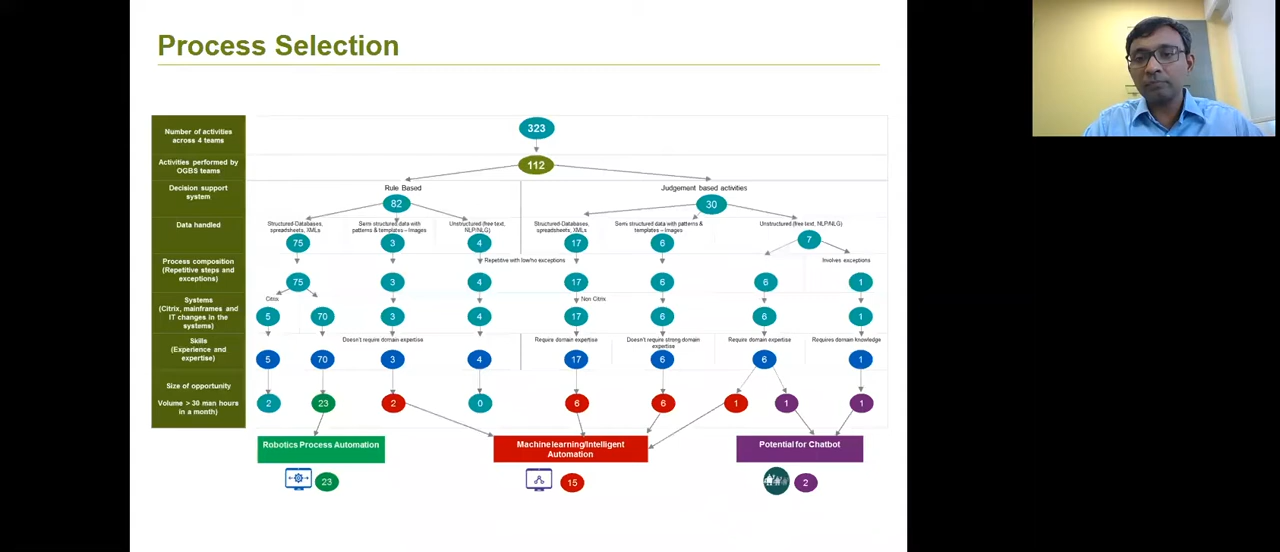 Process Selection
Number of activities
across 4 teams
323
Activities performed by
OGBS teams
112
Decision support
system
Rule Based
Judgement based activities
82
30
Data handled
Structured-Databases,
spreadsheets, XMLs
Semi structured data with
patterns & templates – Images
Unstructured (free text,
NLP/NLG)
Structured-Databases,
spreadsheets, XMLs
Semi structured data with patterns &
templates – Images
Unstructured (free text, NLP/NLG)
75
3
4
17
6
7
Process composition
(Repetitive steps and
exceptions)
Repetitive with low/no exceptions
Involves exceptions
75
3
4
17
6
6
1
Systems
(Citrix, mainframes and
IT changes in the
systems)
Citrix
Non Citrix
5
70
3
4
17
6
6
1
Skills
(Experience and
expertise)
Doesn't require domain expertise
Require domain expertise
Doesn't require strong domain
expertise
Require domain expertise
Requires domain knowledge
5
70
3
4
17
6
6
1
Size of opportunity
Volume > 30 man hours
in a month)
2
23
2
0
6
6
1
1
1
Robotics Process Automation
Machine learning/Intelligent
Automation
Potential for Chatbot
23
15
2